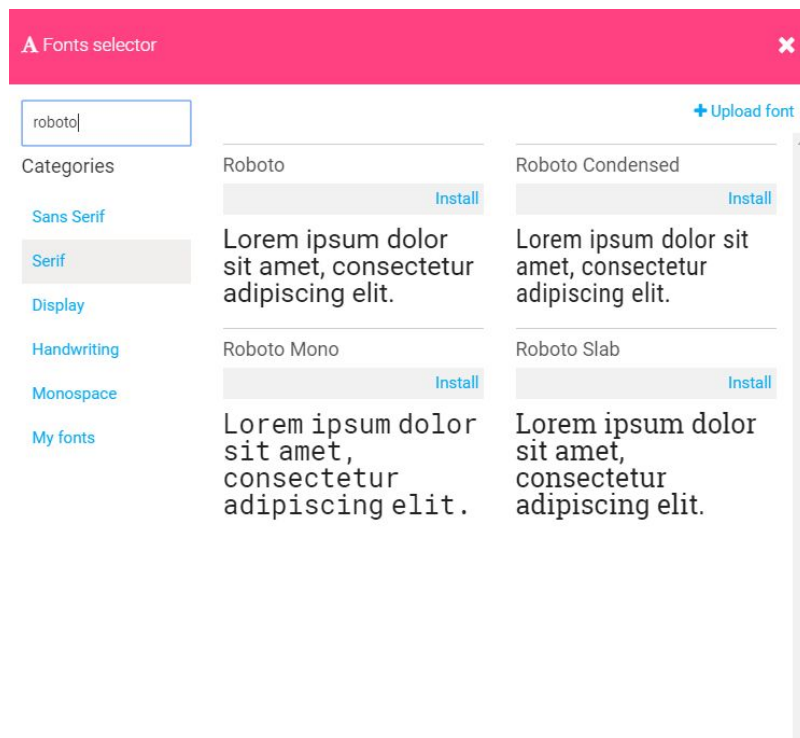 A Fonts selector
roboto
Upload font
Categories
Sans Serif
Serif
Display
Handwriting
Monospace
My fonts
Roboto
Install
Lorem ipsum dolor
sit amet, consectetur
adipiscing elit.
Roboto Condensed
Install
Lorem ipsum dolor sit
amet, consectetur
adipiscing elit.
Roboto Mono
Install
Lorem ipsum dolor
sit amet,
consectetur
adipiscing elit.
Roboto Slab
Install
Lorem ipsum dolor
sit amet,
consectetur
adipiscing elit.